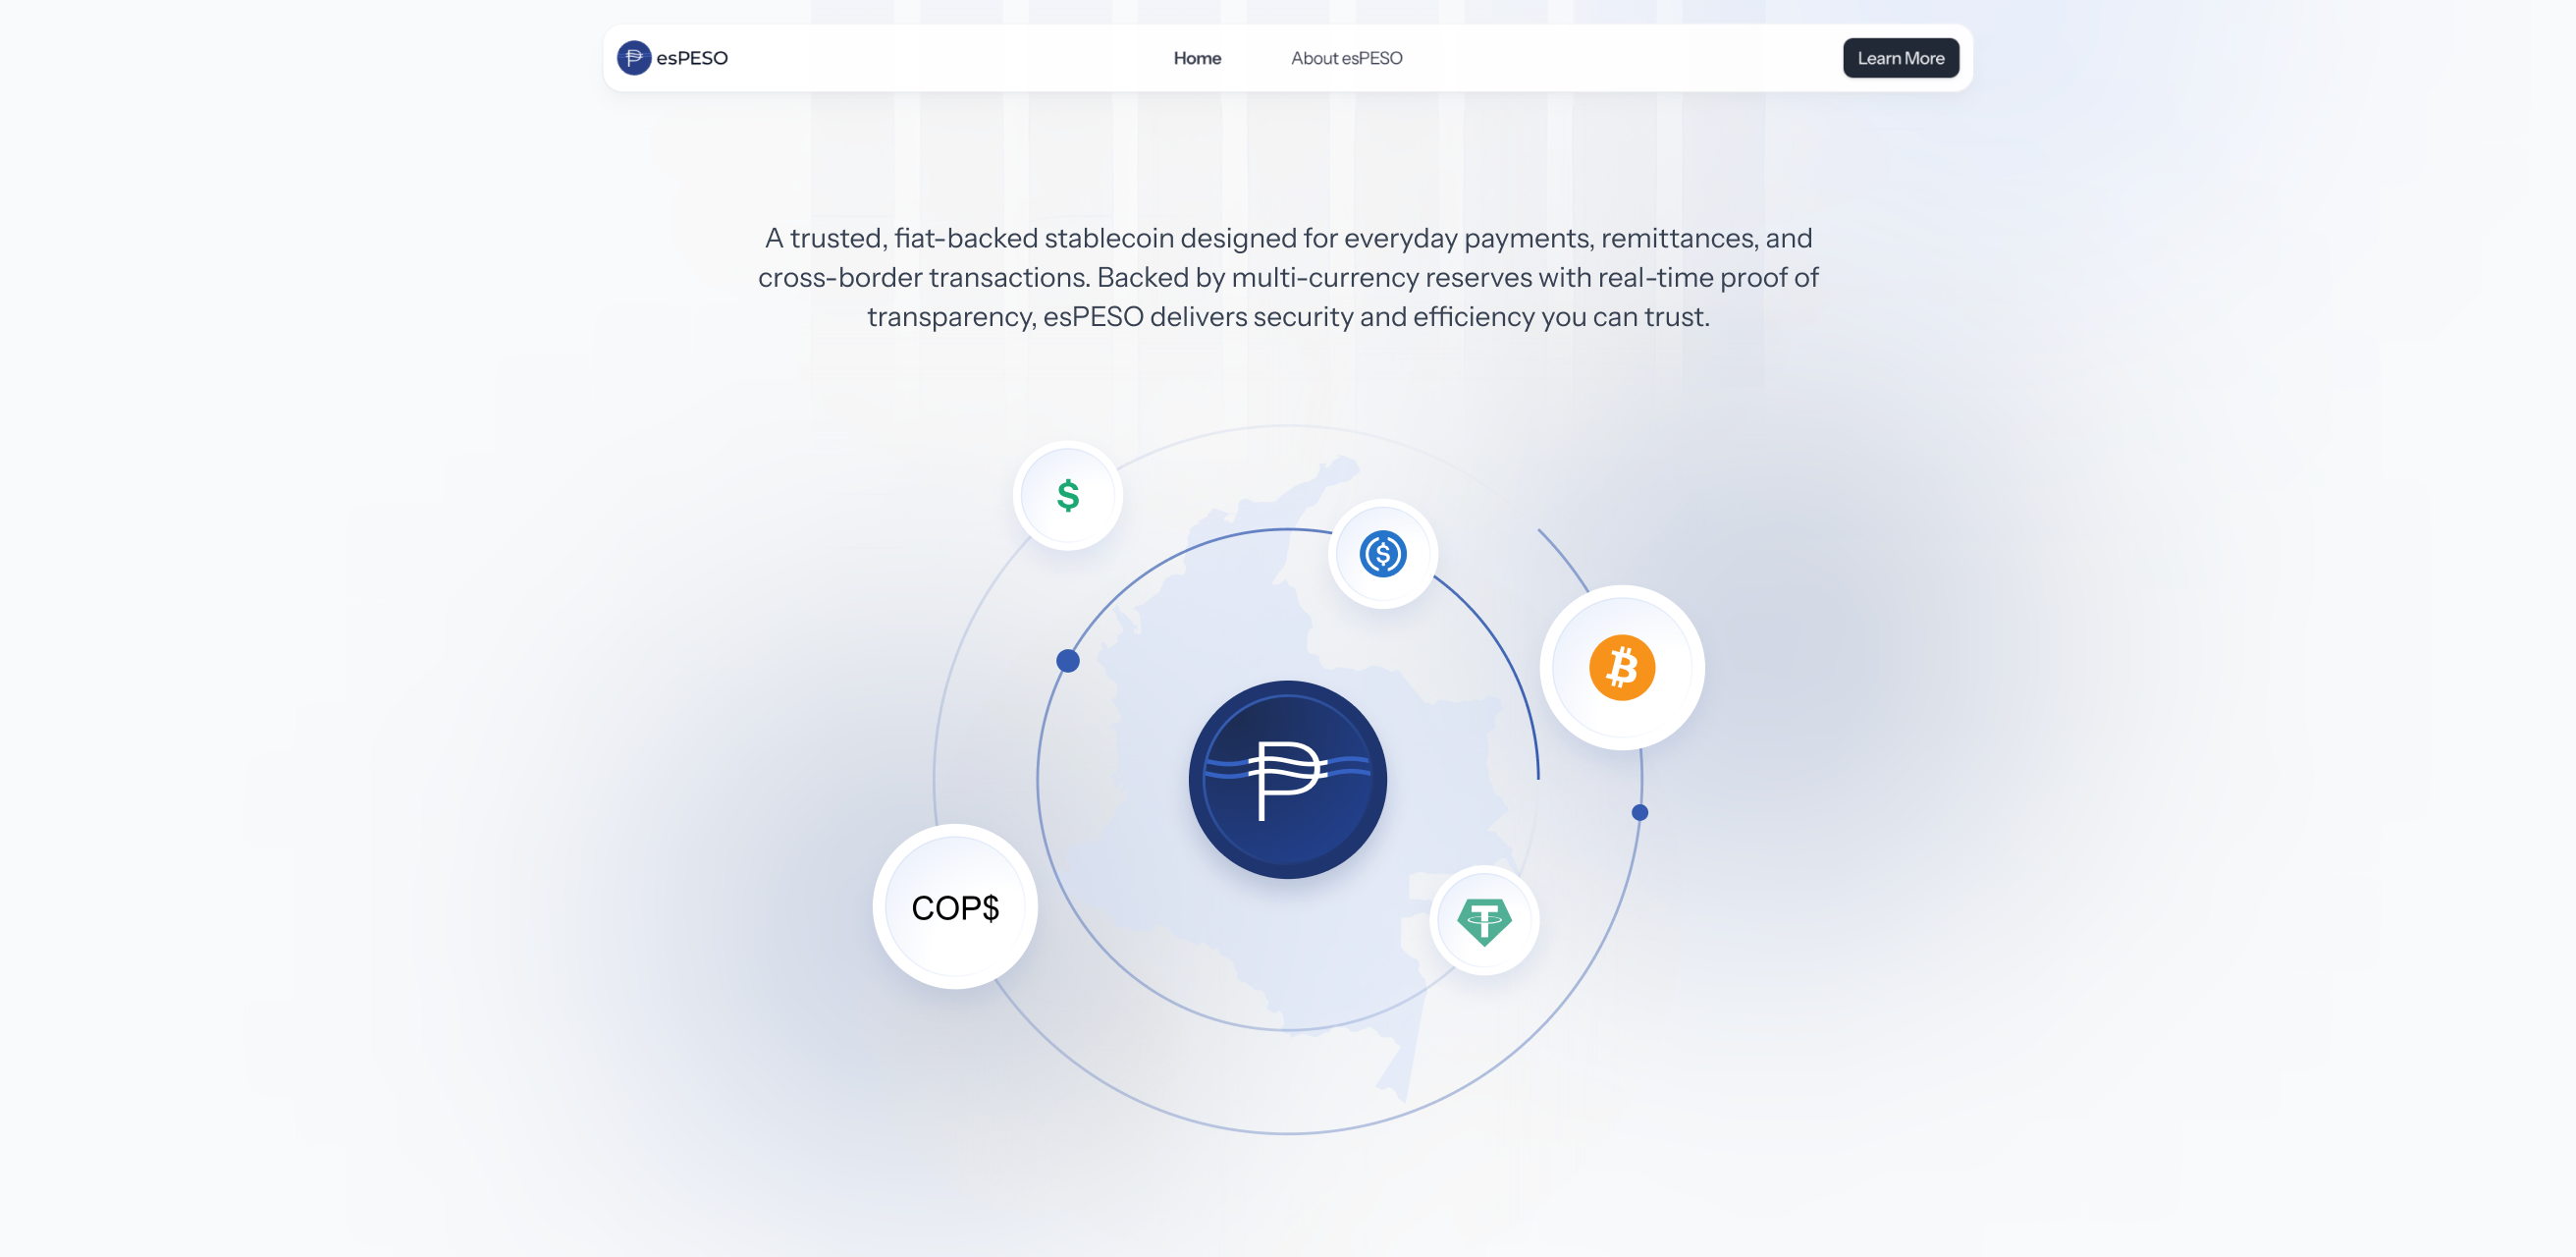 esPESO
Home
About esPESO
Learn More
A trusted, fiat-backed stablecoin designed for everyday payments, remittances, and
cross-border transactions. Backed by multi-currency reserves with real-time proof of
transparency, esPESO delivers security and efficiency you can trust.
$
$
₿
COP$